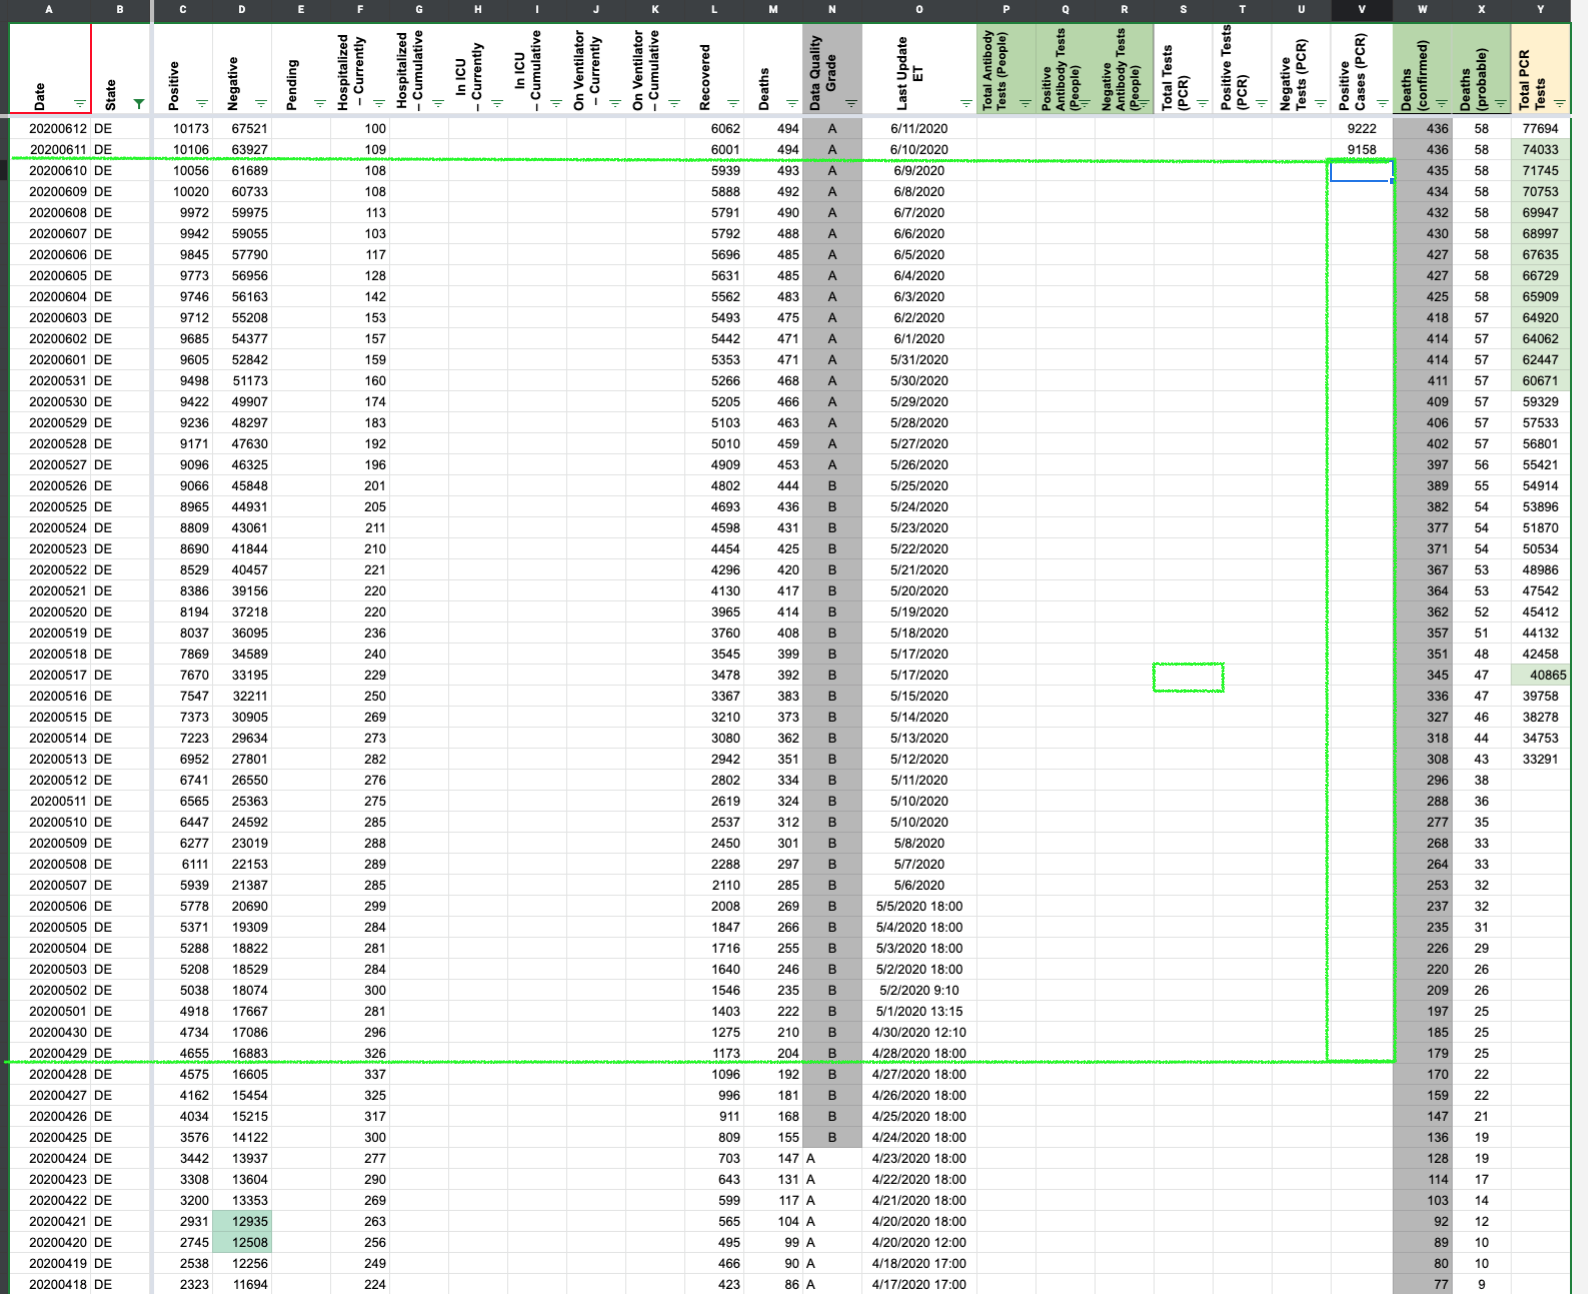 A B C D E F G H I J K L M N O P Q R S T U V W X Y
Date State Positive Negative Pending Hospitalized – Currently Hospitalized – Cumulative In ICU – Currently In ICU – Cumulative On Ventilator – Currently On Ventilator – Cumulative Recovered Deaths Data Quality Grade Last Update ET Total Antibody Tests (People) Positive Antibody Tests (People) Negative Antibody Tests (People) Total Tests (PCR) Positive Tests (PCR) Negative Tests (PCR) Positive Cases (PCR) Deaths (confirmed) Deaths (probable) Total PCR Tests
20200612 DE 10173 67521 100 6062 494 A 6/11/2020 9222 436 58 77694
20200611 DE 10106 63927 109 6001 494 A 6/10/2020 9158 436 58 74033
20200610 DE 10056 61689 108 5939 493 A 6/9/2020 435 58 71745
20200609 DE 10020 60733 108 5888 492 A 6/8/2020 434 58 70753
20200608 DE 9972 59975 113 5791 490 A 6/7/2020 432 58 69947
20200607 DE 9942 59055 103 5792 488 A 6/6/2020 430 58 68997
20200606 DE 9845 57790 117 5696 485 A 6/5/2020 427 58 67635
20200605 DE 9773 56956 128 5631 485 A 6/4/2020 427 58 66729
20200604 DE 9746 56163 142 5562 483 A 6/3/2020 425 58 65909
20200603 DE 9712 55208 153 5493 475 A 6/2/2020 418 57 64920
20200602 DE 9685 54377 157 5442 471 A 6/1/2020 414 57 64062
20200601 DE 9605 52842 159 5353 471 A 5/31/2020 414 57 62447
20200531 DE 9498 51173 160 5266 468 A 5/30/2020 411 57 60671
20200530 DE 9422 49907 174 5205 466 A 5/29/2020 409 57 59329
20200529 DE 9236 48297 183 5103 463 A 5/28/2020 406 57 57533
20200528 DE 9171 47630 192 5010 459 A 5/27/2020 402 57 56801
20200527 DE 9096 46325 196 4909 453 A 5/26/2020 397 56 55421
20200526 DE 9066 45848 201 4802 444 B 5/25/2020 389 55 54914
20200525 DE 8965 44931 205 4693 436 B 5/24/2020 382 54 53896
20200524 DE 8809 43061 211 4598 431 B 5/23/2020 377 54 51870
20200523 DE 8690 41844 210 4454 425 B 5/22/2020 371 54 50534
20200522 DE 8529 40457 221 4296 420 B 5/21/2020 367 53 48986
20200521 DE 8386 39156 220 4130 417 B 5/20/2020 364 53 47542
20200520 DE 8194 37218 220 3965 414 B 5/19/2020 362 52 45412
20200519 DE 8037 36095 236 3760 408 B 5/18/2020 357 51 44132
20200518 DE 7869 34589 240 3545 399 B 5/17/2020 351 48 42458
20200517 DE 7670 33195 229 3478 392 B 5/17/2020 345 47 40865
20200516 DE 7547 32211 250 3367 383 B 5/15/2020 336 47 39758
20200515 DE 7373 30905 269 3210 373 B 5/14/2020 327 46 38278
20200514 DE 7223 29634 273 3080 362 B 5/13/2020 318 44 34753
20200513 DE 6952 27801 282 2942 351 B 5/12/2020 308 43 33291
20200512 DE 6741 26550 276 2802 334 B 5/11/2020 296 38
20200511 DE 6565 25363 275 2619 324 B 5/10/2020 288 36
20200510 DE 6447 24592 285 2537 312 B 5/10/2020 277 35
20200509 DE 6277 23019 288 2450 301 B 5/8/2020 268 33
20200508 DE 6111 22153 289 2288 297 B 5/7/2020 264 33
20200507 DE 5939 21387 285 2110 285 B 5/6/2020 253 32
20200506 DE 5778 20690 299 2008 269 B 5/5/2020 18:00 237 32
20200505 DE 5371 19309 284 1847 266 B 5/4/2020 18:00 235 31
20200504 DE 5288 18822 281 1716 255 B 5/3/2020 18:00 226 29
20200503 DE 5208 18529 284 1640 246 B 5/2/2020 18:00 220 26
20200502 DE 5038 18074 300 1546 235 B 5/2/2020 9:10 209 26
20200501 DE 4918 17667 281 1403 222 B 5/1/2020 13:15 197 25
20200430 DE 4734 17086 296 1275 210 B 4/30/2020 12:10 185 25
20200429 DE 4655 16883 326 1173 204 B 4/28/2020 18:00 179 25
20200428 DE 4575 16605 337 1096 192 B 4/27/2020 18:00 170 22
20200427 DE 4162 15454 325 996 181 B 4/26/2020 18:00 159 22
20200426 DE 4034 15215 317 911 168 B 4/25/2020 18:00 147 21
20200425 DE 3576 14122 300 809 155 B 4/24/2020 18:00 136 19
20200424 DE 3442 13937 277 703 147 A 4/23/2020 18:00 128 19
20200423 DE 3308 13604 290 643 131 A 4/22/2020 18:00 114 17
20200422 DE 3200 13353 269 599 117 A 4/21/2020 18:00 103 14
20200421 DE 2931 12935 263 565 104 A 4/20/2020 18:00 92 12
20200420 DE 2745 12508 256 495 99 A 4/20/2020 12:00 89 10
20200419 DE 2538 12256 249 466 90 A 4/18/2020 17:00 80 10
20200418 DE 2323 11694 224 423 86 A 4/17/2020 17:00 77 9